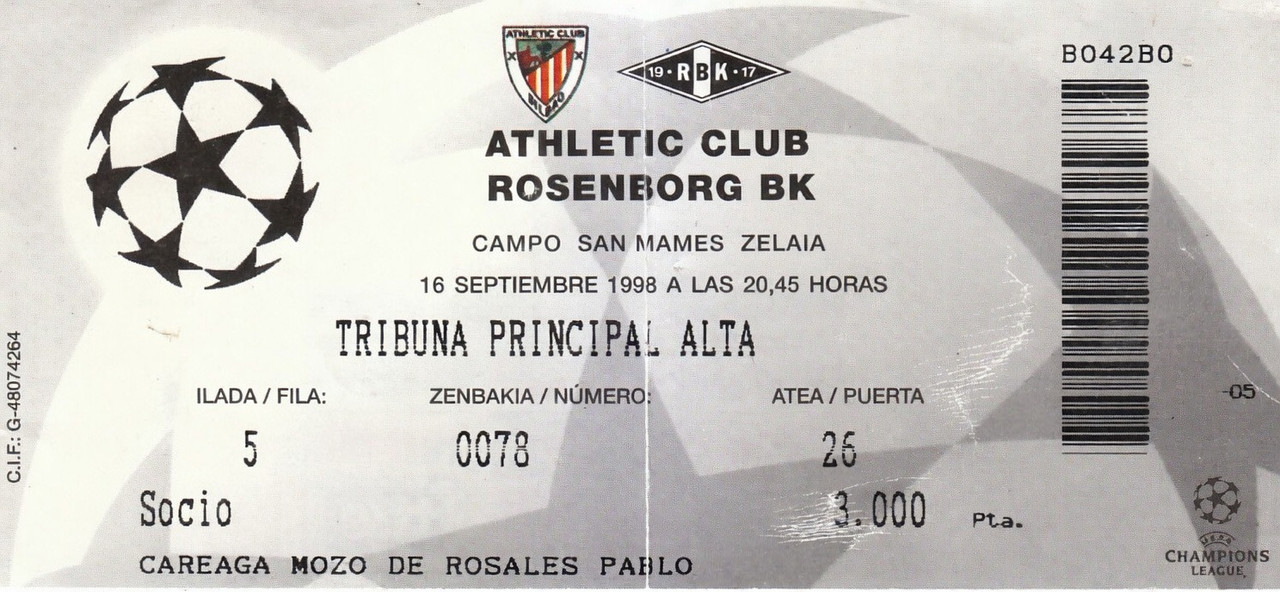 ATHLETIC CLUB
BILBAO
19·RBK·17
B042B0
ATHLETIC CLUB
ROSENBORG BK
CAMPO SAN MAMES ZELAIA
16 SEPTIEMBRE 1998 A LAS 20,45 HORAS
TRIBUNA PRINCIPAL ALTA
ILADA / FILA: ZENBAKIA / NÚMERO: ATEA / PUERTA
5 0078 26
Socio 3.000 Pta.
CAREAGA MOZO DE ROSALES PABLO
C.I.F.: G-48074264
-05
UEFA
CHAMPIONS
LEAGUE